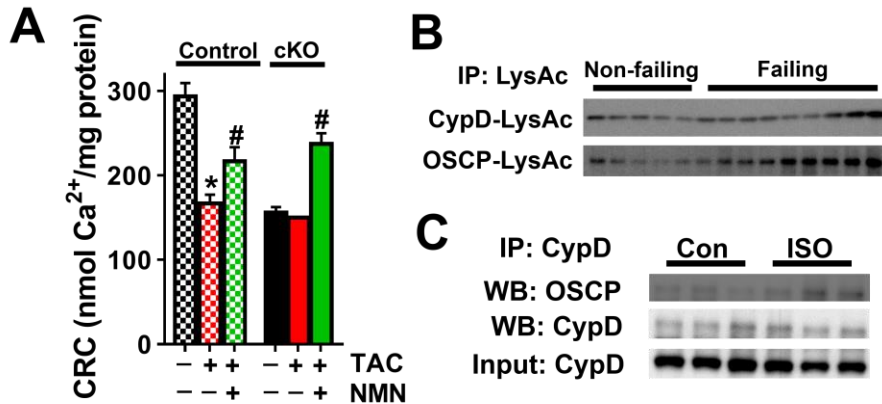 A
Control cKO
CRC (nmol Ca²⁺/mg protein)
300
200
100
0
* # #
– + + – + + TAC
– – + – – + NMN
B
IP: LysAc Non-failing Failing
CypD-LysAc
OSCP-LysAc
C
IP: CypD Con ISO
WB: OSCP
WB: CypD
Input: CypD